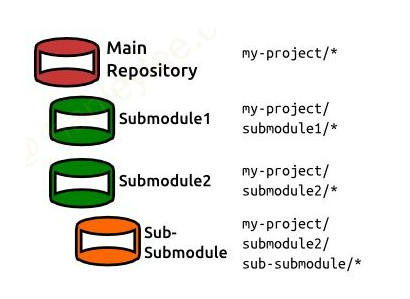 Main
Repository
my-project/*
Submodule1
my-project/
submodule1/*
Submodule2
my-project/
submodule2/*
Sub-
Submodule
my-project/
submodule2/
sub-submodule/*